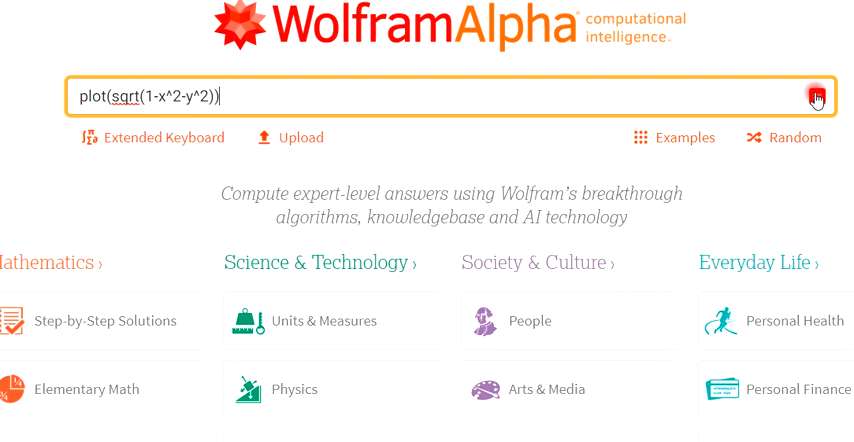 WolframAlpha computational
intelligence.
plot(sqrt(1-x^2-y^2))
Extended Keyboard Upload Examples Random
Compute expert-level answers using Wolfram's breakthrough
algorithms, knowledgebase and AI technology
athematics › Science & Technology › Society & Culture › Everyday Life ›
Step-by-Step Solutions Units & Measures People Personal Health
Elementary Math Physics Arts & Media Personal Finance